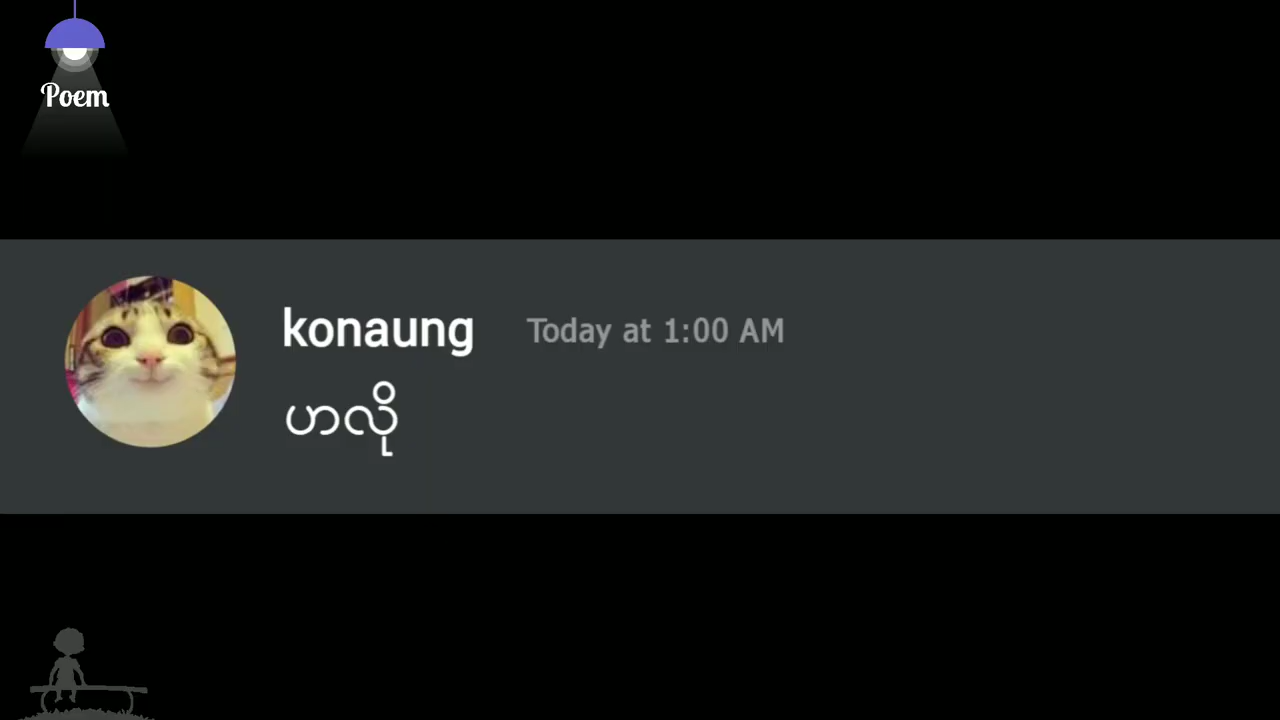 Poem
konaung Today at 1:00 AM
ဟလို